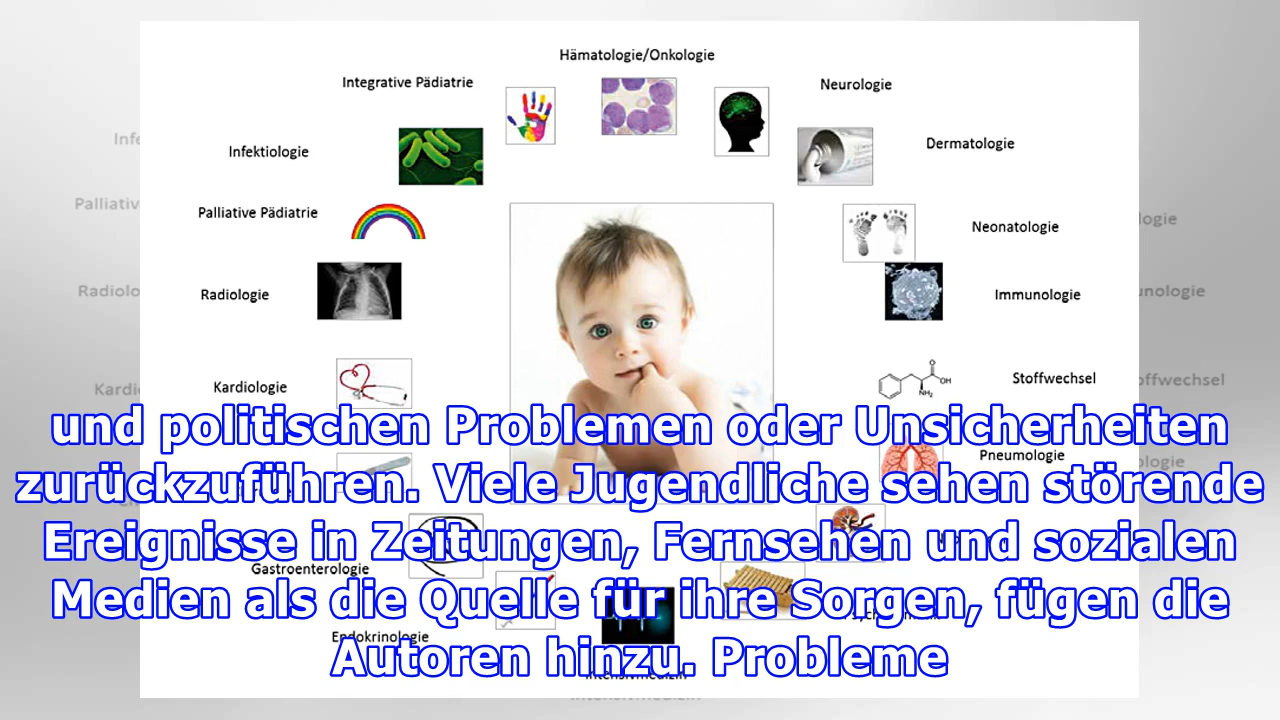 Hämatologie/Onkologie
Integrative Pädiatrie
Neurologie
Infektiologie
Dermatologie
Palliative Pädiatrie
Neonatologie
Radiologie
Immunologie
Kardiologie
Stoffwechsel
und politischen Problemen oder Unsicherheiten
Pneumologie
zurückzuführen. Viele Jugendliche sehen störende
Ereignisse in Zeitungen, Fernsehen und sozialen
Gastroenterologie
Medien als die Quelle für ihre Sorgen, fügen die
Endokrinologie
Autoren hinzu. Probleme
Intensivmedizin